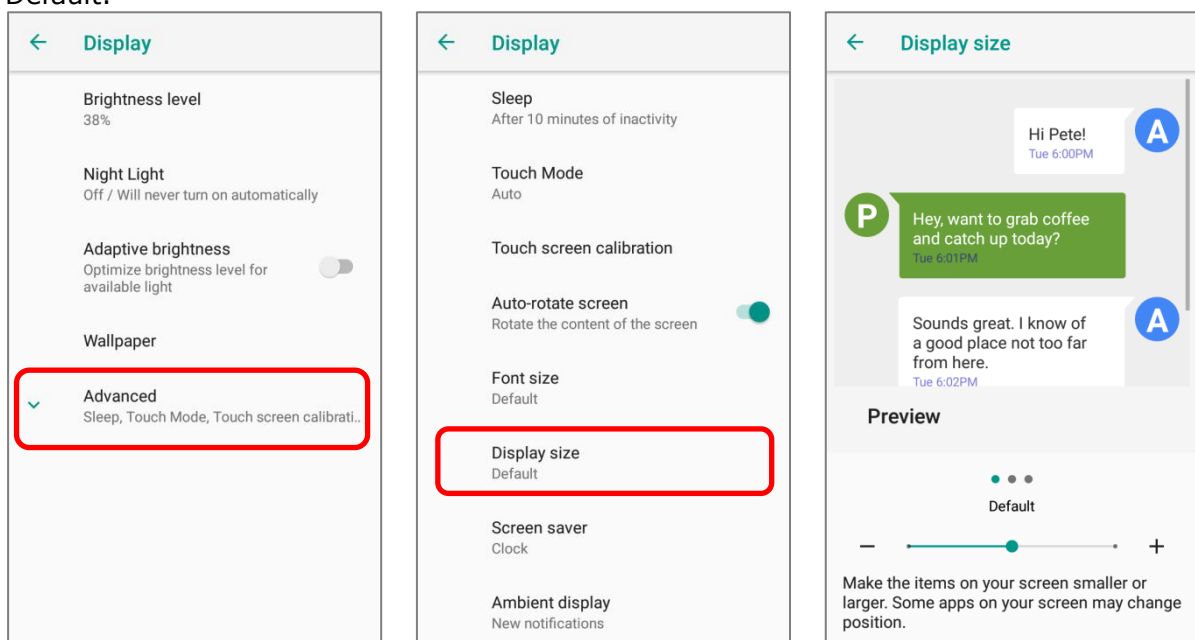 Default.
Display
Brightness level
38%
Night Light
Off / Will never turn on automatically
Adaptive brightness
Optimize brightness level for
available light
Wallpaper
Advanced
Sleep, Touch Mode, Touch screen calibrati..
Display
Sleep
After 10 minutes of inactivity
Touch Mode
Auto
Touch screen calibration
Auto-rotate screen
Rotate the content of the screen
Font size
Default
Display size
Default
Screen saver
Clock
Ambient display
New notifications
Display size
Hi Pete!
Tue 6:00PM
A
P
Hey, want to grab coffee
and catch up today?
Tue 6:01PM
Sounds great. I know of
a good place not too far
from here.
Tue 6:02PM
A
Preview
Default
Make the items on your screen smaller or
larger. Some apps on your screen may change
position.